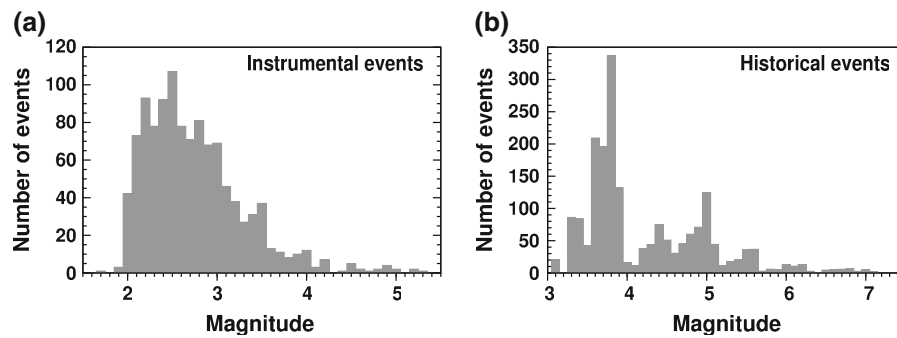 (a)
Instrumental events
Number of events
120
100
80
60
40
20
0
2 3 4 5
Magnitude
(b)
Historical events
Number of events
350
300
250
200
150
100
50
0
3 4 5 6 7
Magnitude